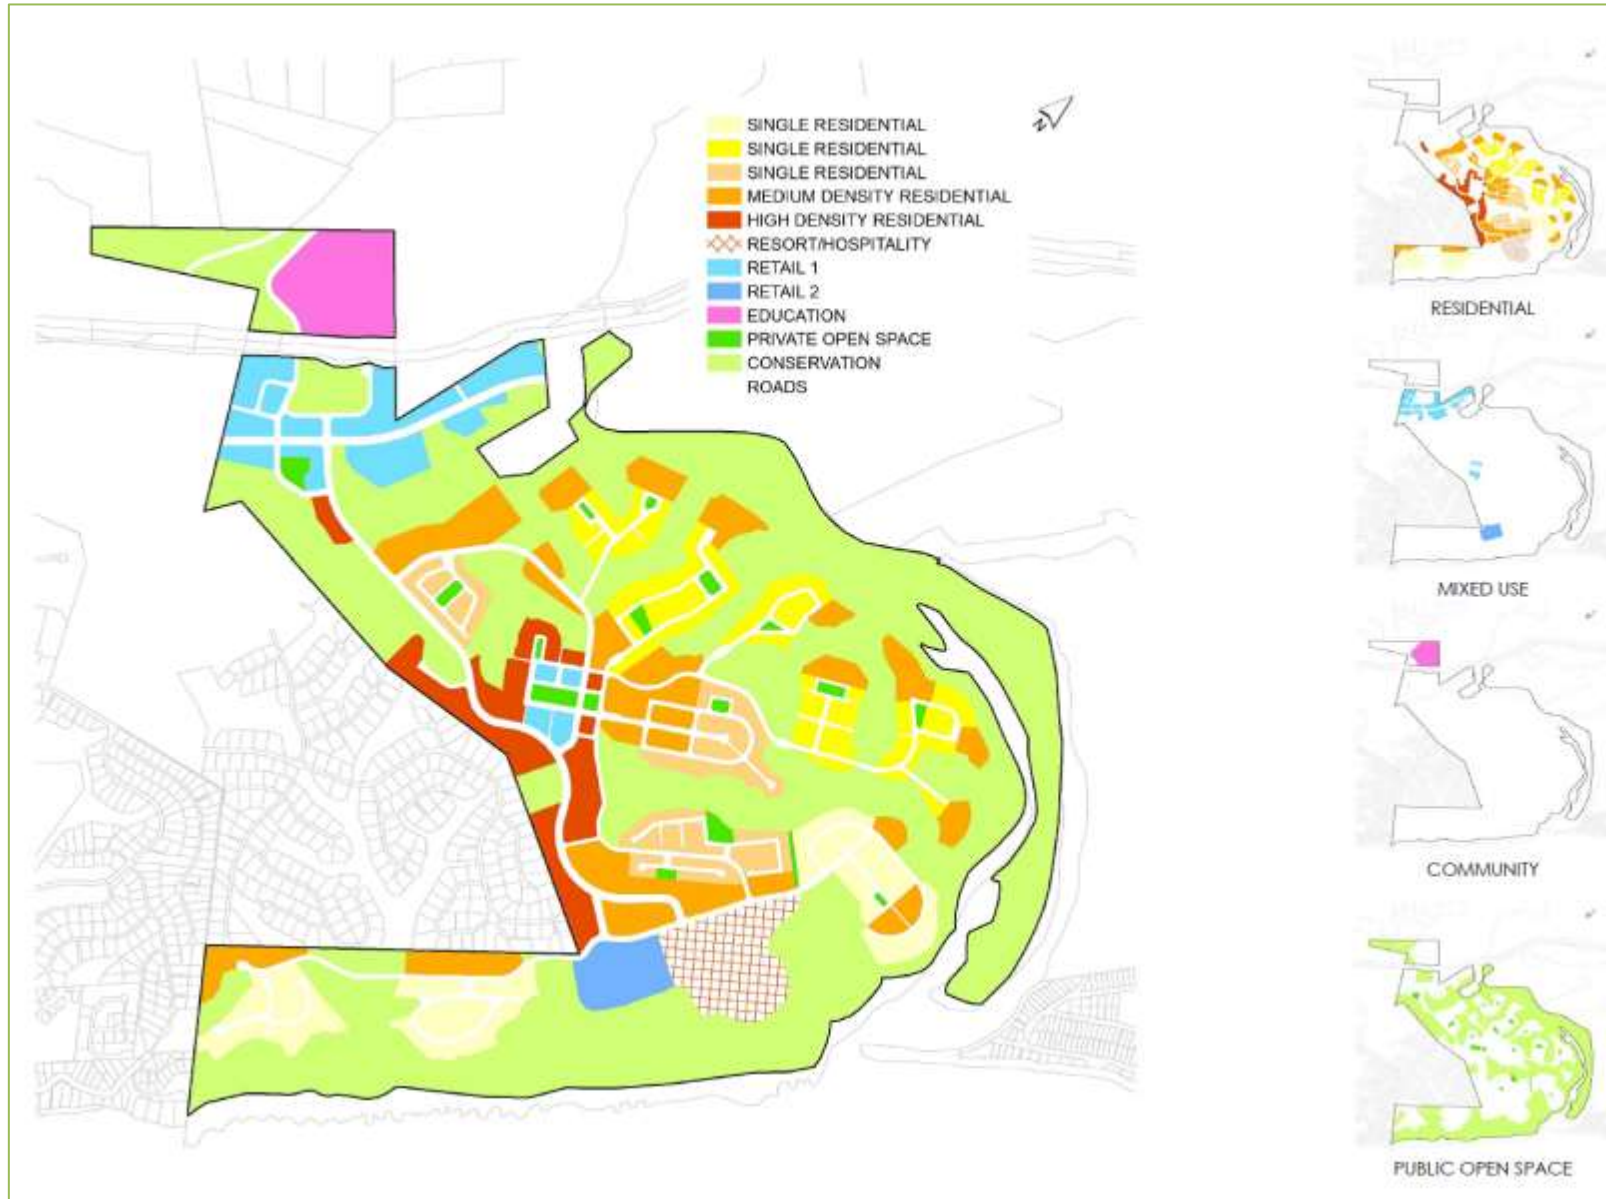 SINGLE RESIDENTIAL
SINGLE RESIDENTIAL
SINGLE RESIDENTIAL
MEDIUM DENSITY RESIDENTIAL
HIGH DENSITY RESIDENTIAL
RESORT/HOSPITALITY
RETAIL 1
RETAIL 2
EDUCATION
PRIVATE OPEN SPACE
CONSERVATION
ROADS
N
RESIDENTIAL
MIXED USE
COMMUNITY
PUBLIC OPEN SPACE